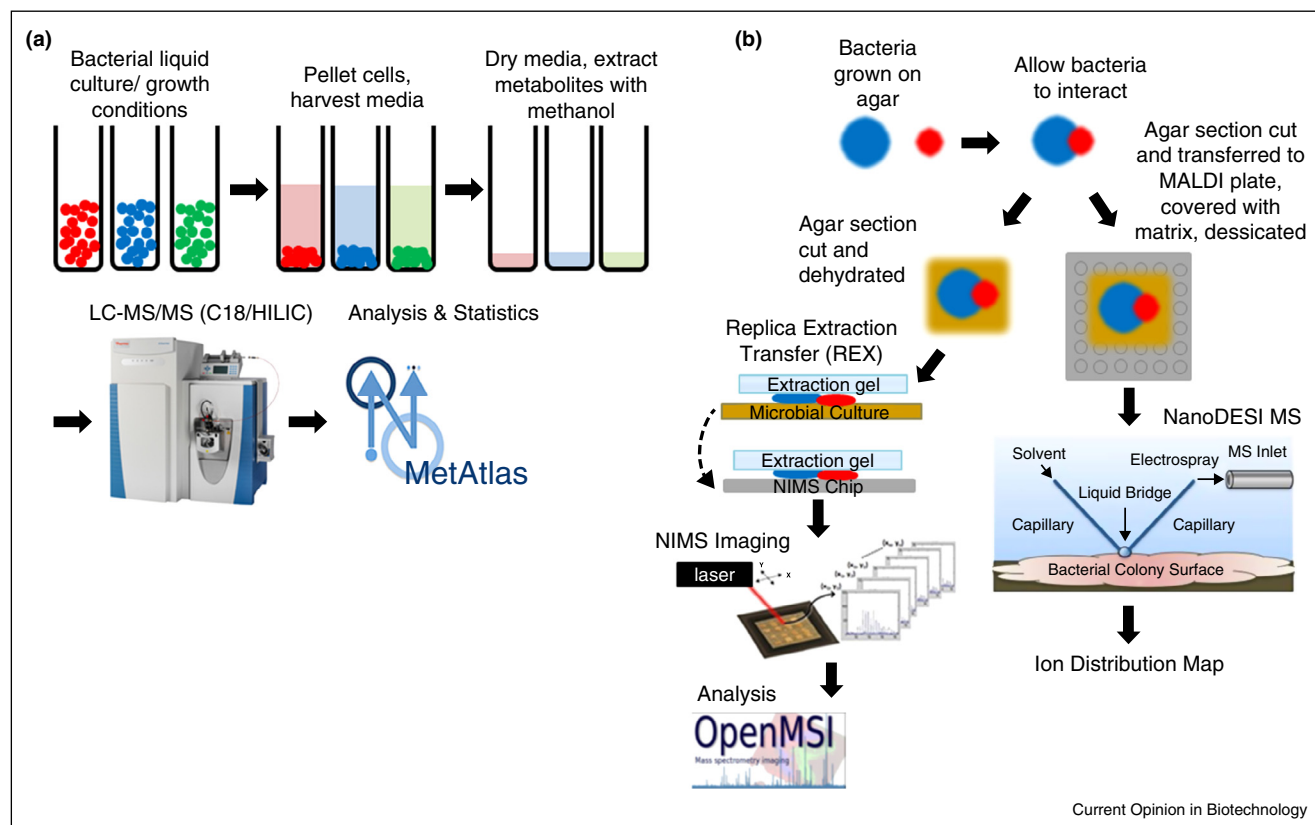 (a)
Bacterial liquid
culture/ growth
conditions
Pellet cells,
harvest media
Dry media, extract
metabolites with
methanol
LC-MS/MS (C18/HILIC)
Analysis & Statistics
MetAtlas
(b)
Bacteria
grown on
agar
Allow bacteria
to interact
Agar section cut
and transferred to
MALDI plate,
covered with
matrix, dessicated
Agar section
cut and
dehydrated
Replica Extraction
Transfer (REX)
Extraction gel
Microbial Culture
Extraction gel
NIMS Chip
NIMS Imaging
laser
Y
X
Analysis
OpenMSI
Mass spectrometry imaging
NanoDESI MS
Solvent
Electrospray
MS Inlet
Liquid Bridge
Capillary
Capillary
Bacterial Colony Surface
Ion Distribution Map
Current Opinion in Biotechnology